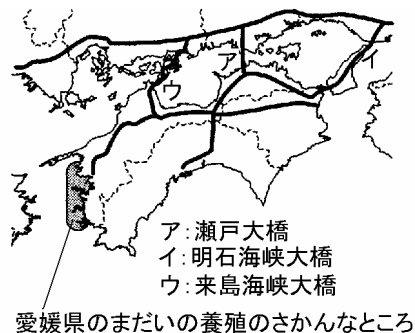 ア
イ
ウ
ア:瀬戸大橋
イ:明石海峡大橋
ウ:来島海峡大橋
愛媛県のまだいの養殖のさかんなところ